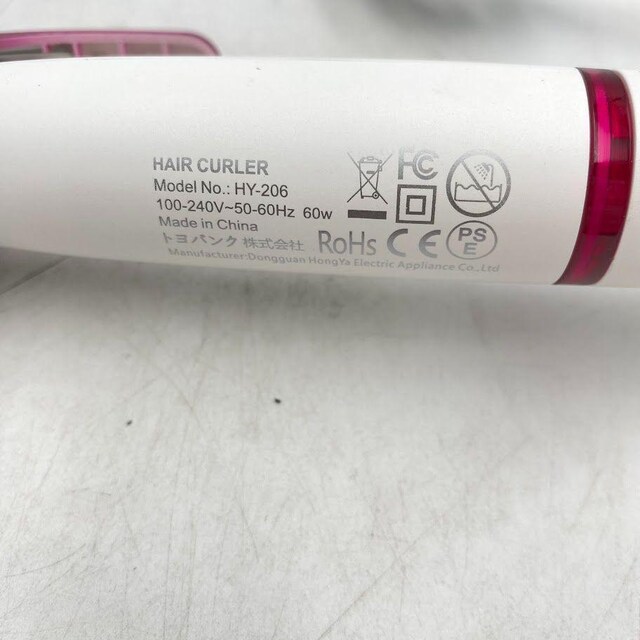 HAIR CURLER
Model No.: HY-206
100-240V~50-60Hz 60w
Made in China
トヨバンク 株式会社
Manufacturer:Dongguan HongYa Electric Appliance Co.,Ltd
FC
RoHS CE
PS
E